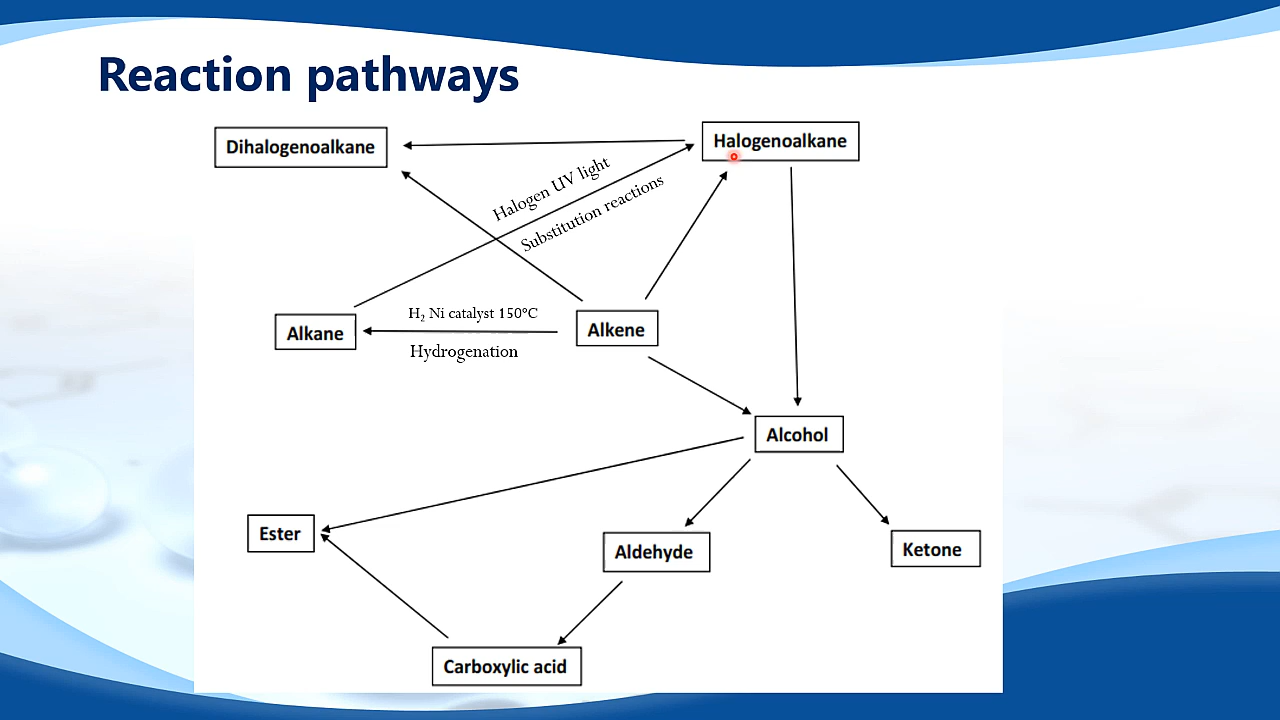 Reaction pathways
Dihalogenoalkane
Halogenoalkane
Halogen UV light
Substitution reactions
Alkane
H₂ Ni catalyst 150°C
Hydrogenation
Alkene
Alcohol
Ester
Aldehyde
Ketone
Carboxylic acid